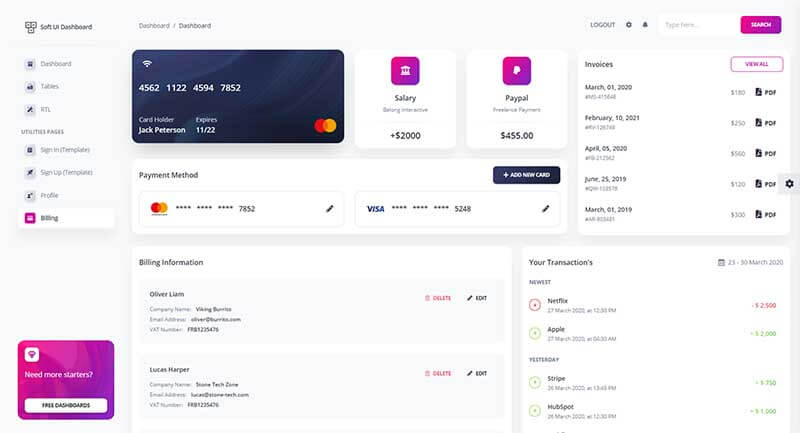 Soft UI Dashboard
Dashboard / Dashboard
LOGOUT
Type here...
SEARCH
Dashboard
Tables
RTL
UTILITIES PAGES
Sign In (Template)
Sign Up (Template)
Profile
Billing
Need more starters?
FREE DASHBOARDS
4562 1122 4594 7852
Card Holder
Jack Peterson
Expires
11/22
Salary
Belong Interactive
+$2000
Paypal
Freelance Payment
$455.00
Invoices
VIEW ALL
March, 01, 2020
#MS-415646
$180 PDF
February, 10, 2021
#RV-126749
$250 PDF
April, 05, 2020
#FB-212562
$560 PDF
June, 25, 2019
#QW-103578
$120 PDF
March, 01, 2019
#AR-803481
$300 PDF
Payment Method
+ ADD NEW CARD
**** **** **** 7852
VISA **** **** **** 5248
Billing Information
Oliver Liam
DELETE EDIT
Company Name: Viking Burrito
Email Address: oliver@burrito.com
VAT Number: FRB1235476
Lucas Harper
DELETE EDIT
Company Name: Stone Tech Zone
Email Address: lucas@stone-tech.com
VAT Number: FRB1235476
Your Transaction's
23 - 30 March 2020
NEWEST
Netflix
27 March 2020, at 12:30 PM
- $ 2,500
Apple
27 March 2020, at 04:30 AM
+ $ 2,000
YESTERDAY
Stripe
26 March 2020, at 13:45 PM
+ $ 750
HubSpot
26 March 2020, at 12:30 PM
+ $ 1,000